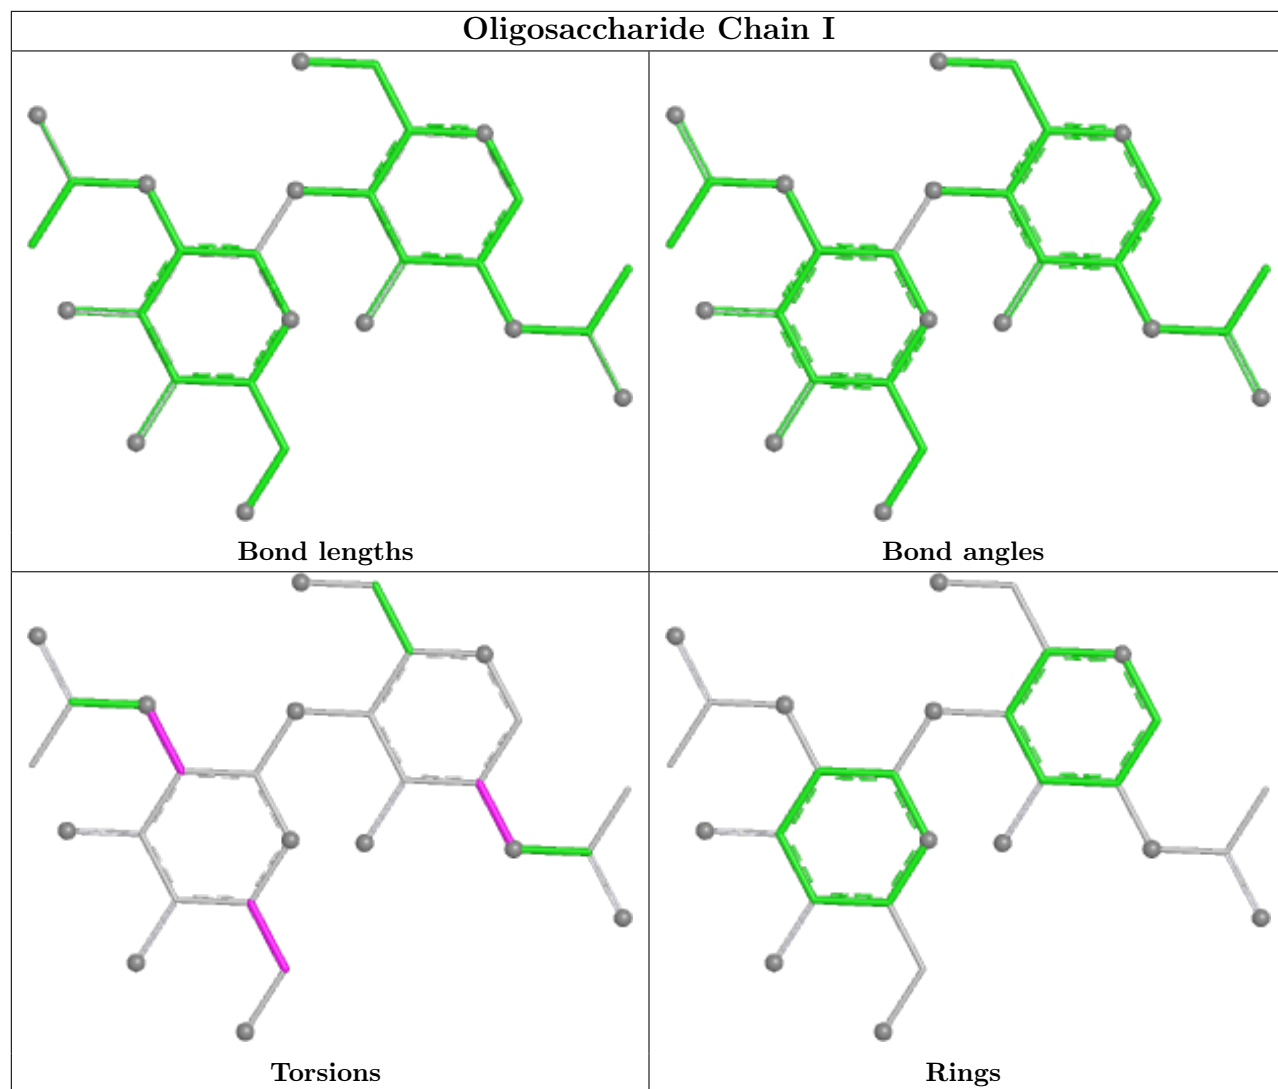 Oligosaccharide Chain I
Bond lengths
Bond angles
Torsions
Rings